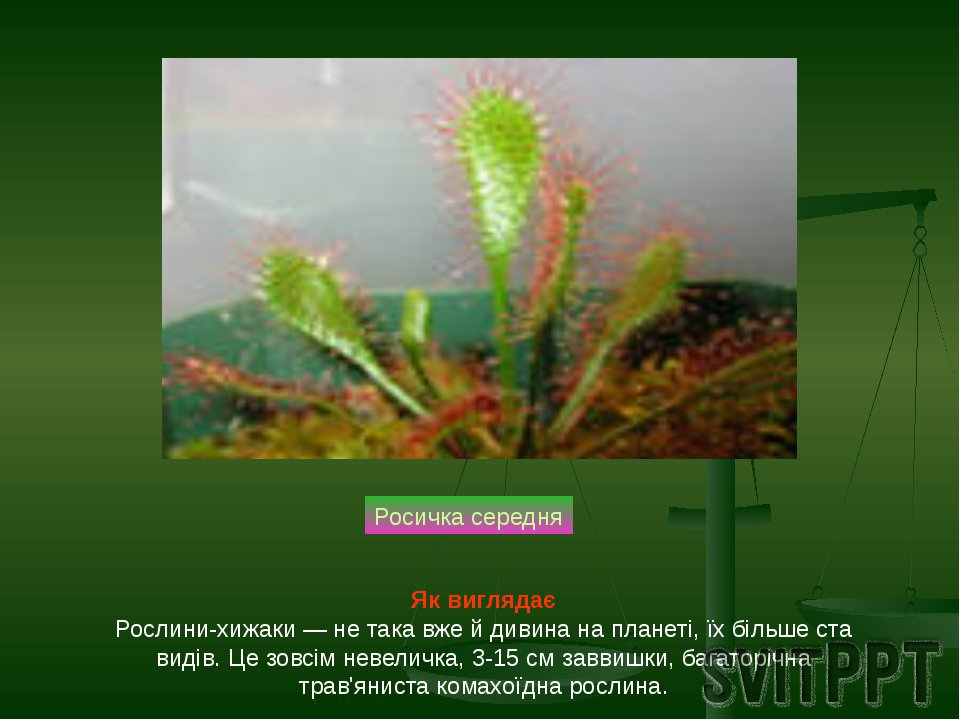 Росичка середня
Як виглядає
Рослини-хижаки — не така вже й дивина на планеті, їх більше ста
видів. Це зовсім невеличка, 3-15 см заввишки, багаторічна
трав'яниста комахоїдна рослина.
SVITPPT